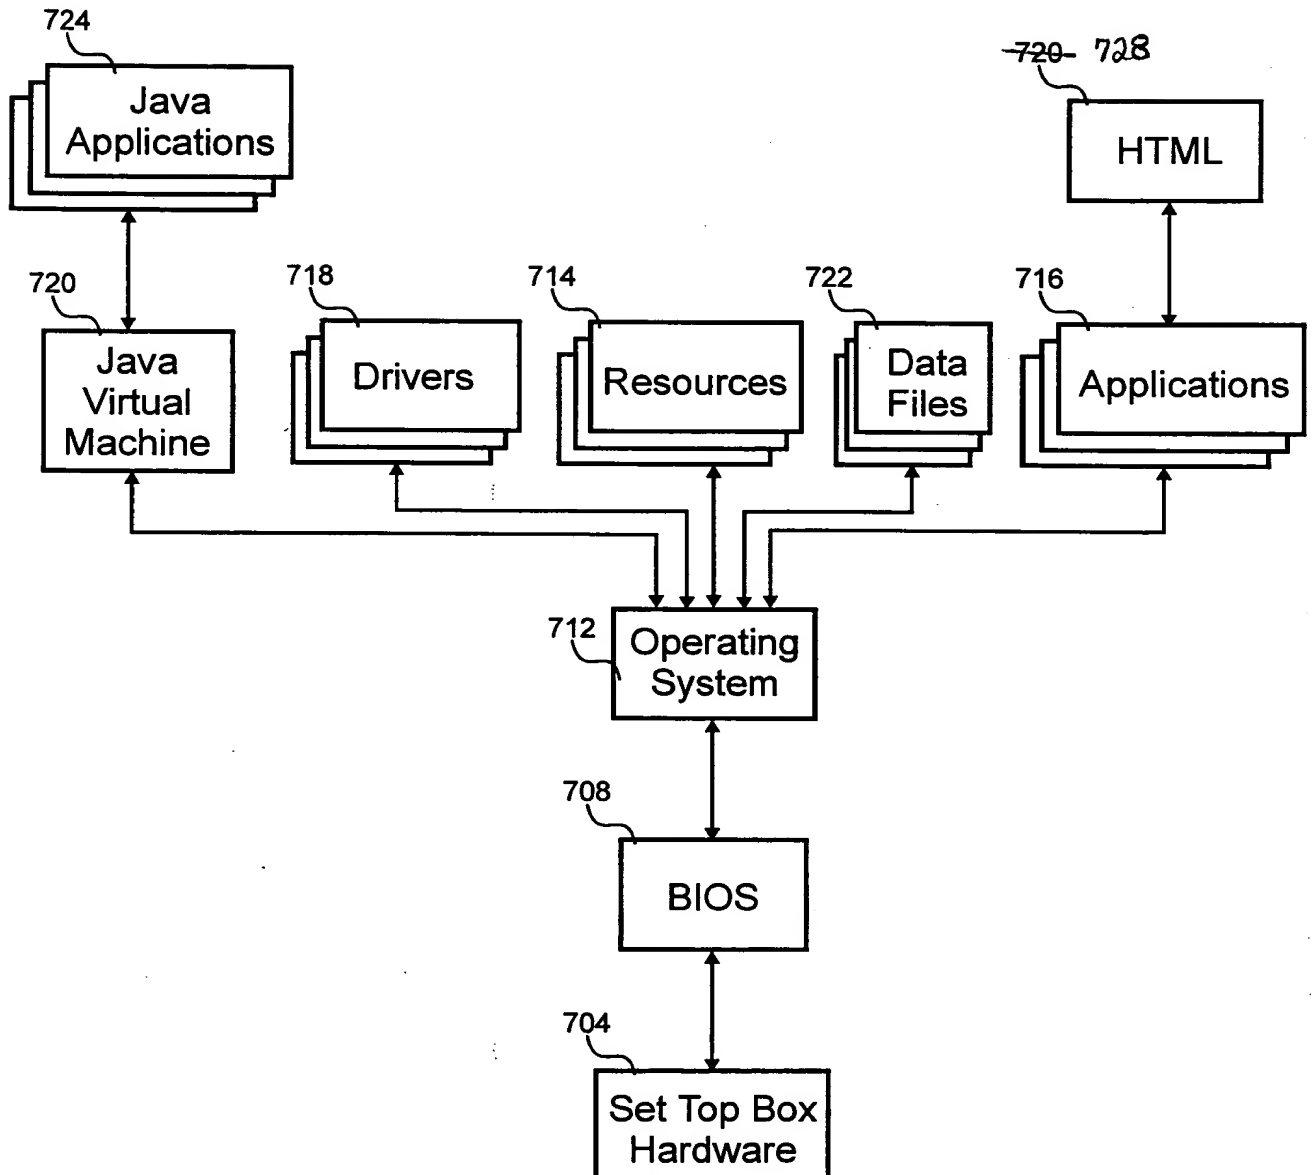 724
Java
Applications
720 728
HTML
720
Java
Virtual
Machine
718
Drivers
714
Resources
722
Data
Files
716
Applications
712
Operating
System
708
BIOS
704
Set Top Box
Hardware